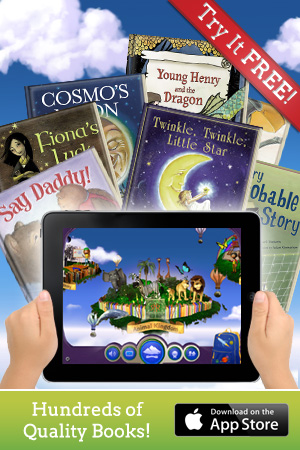 Try It FREE!
Young Henry
and the
Dragon
COSMO'S
Twinkle, Twinkle,
Little Star
Fiona's
Luck
Say Daddy!
Story
Animal Kingdom
Hundreds of
Quality Books!
Download on the
App Store